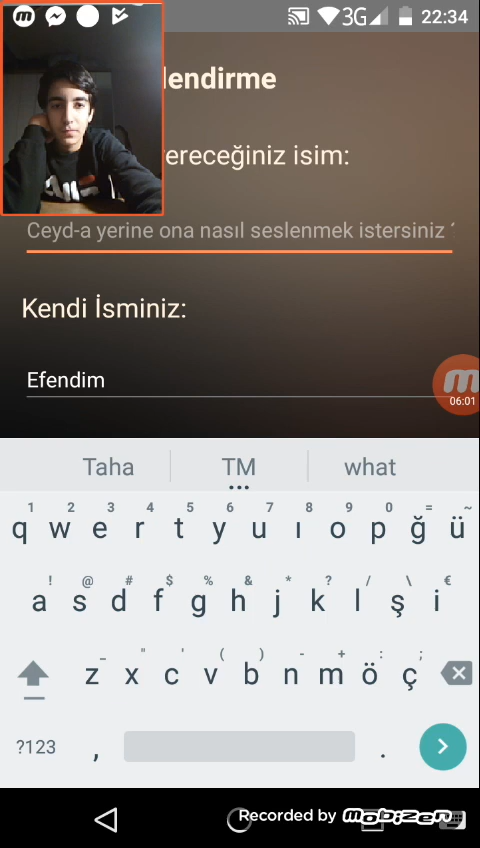 3G 22:34
lendirme
ereceğiniz isim:
Ceyd-a yerine ona nasıl seslenmek istersiniz ?
Kendi İsminiz:
Efendim
06:01
Taha TM what
1 2 3 4 5 6 7 8 9 0 = ~
q w e r t y u ı o p ğ ü
! @ # $ % & * ? / \ €
a s d f g h j k l ş i
_ " ' ( ) - + : ;
z x c v b n m ö ç
?123 , .
Recorded by Mobizen